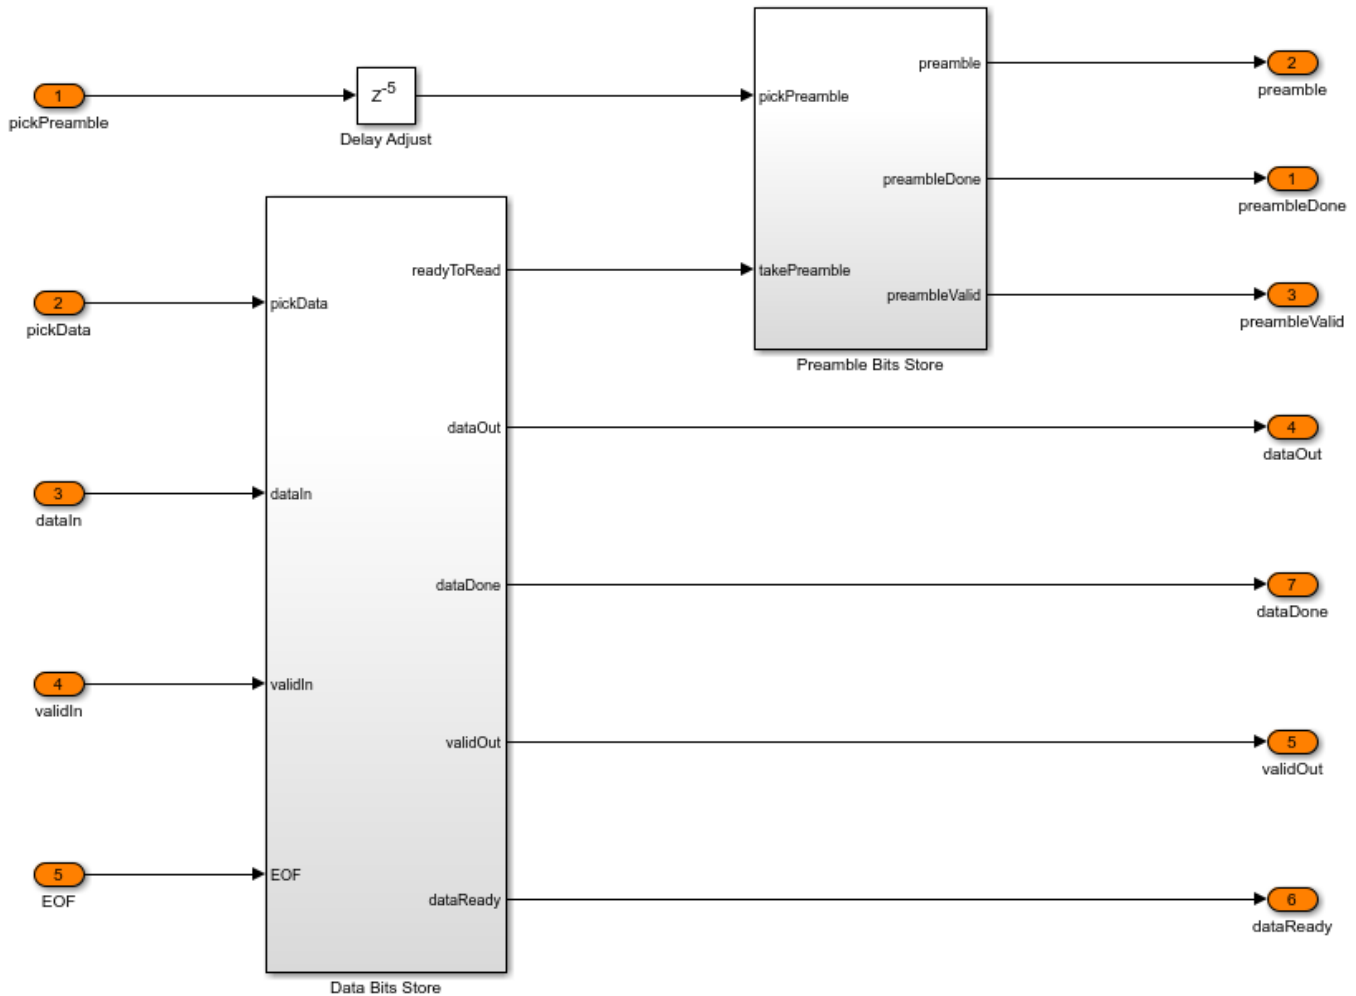 1
pickPreamble
Z-5
Delay Adjust
pickPreamble
takePreamble
preamble
preambleDone
preambleValid
Preamble Bits Store
2
preamble
1
preambleDone
3
preambleValid
2
pickData
3
dataIn
4
validIn
5
EOF
pickData
dataIn
validIn
EOF
readyToRead
dataOut
dataDone
validOut
dataReady
Data Bits Store
4
dataOut
7
dataDone
5
validOut
6
dataReady